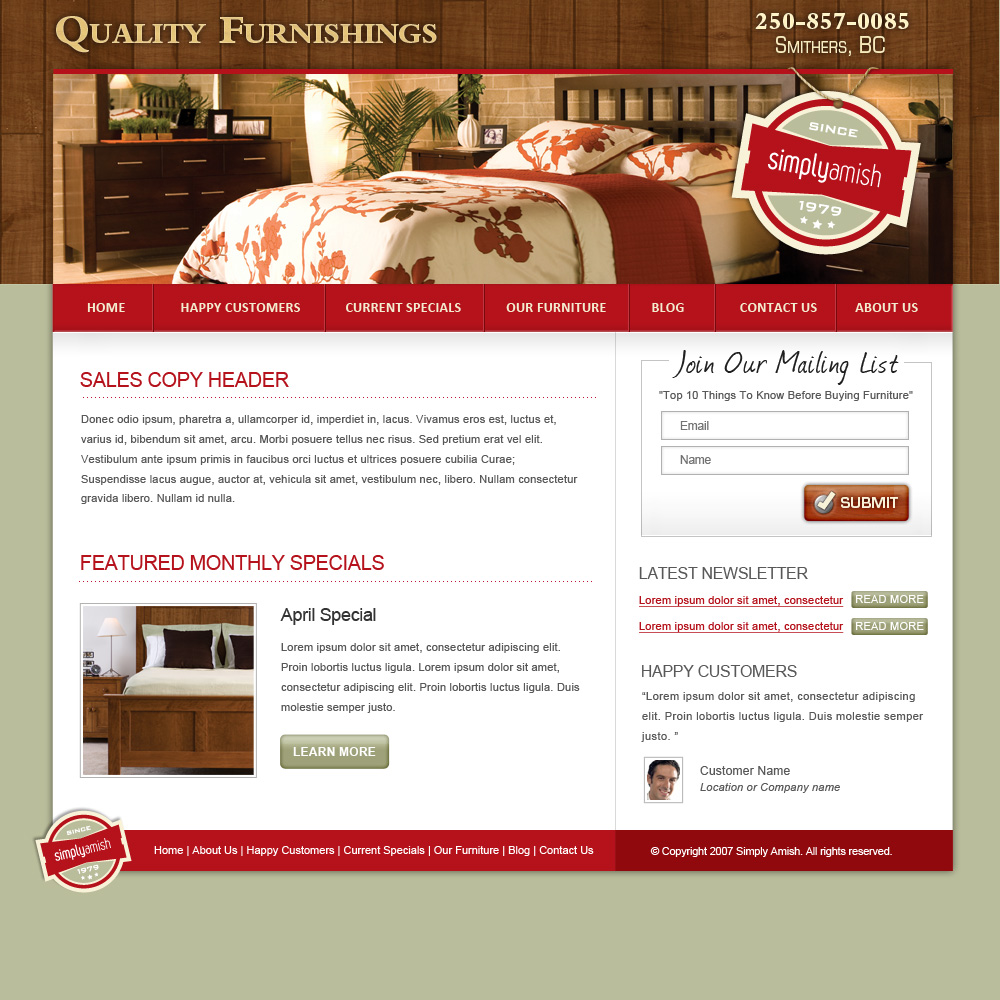 QUALITY FURNISHINGS
250-857-0085
SMITHERS, BC
SINCE
simplyamish
1979
HOME
HAPPY CUSTOMERS
CURRENT SPECIALS
OUR FURNITURE
BLOG
CONTACT US
ABOUT US
SALES COPY HEADER
Donec odio ipsum, pharetra a, ullamcorper id, imperdiet in, lacus. Vivamus eros est, luctus et,
varius id, bibendum sit amet, arcu. Morbi posuere tellus nec risus. Sed pretium erat vel elit.
Vestibulum ante ipsum primis in faucibus orci luctus et ultrices posuere cubilia Curae;
Suspendisse lacus augue, auctor at, vehicula sit amet, vestibulum nec, libero. Nullam consectetur
gravida libero. Nullam id nulla.
FEATURED MONTHLY SPECIALS
April Special
Lorem ipsum dolor sit amet, consectetur adipiscing elit.
Proin lobortis luctus ligula. Lorem ipsum dolor sit amet,
consectetur adipiscing elit. Proin lobortis luctus ligula. Duis
molestie semper justo.
LEARN MORE
Join Our Mailing List
"Top 10 Things To Know Before Buying Furniture"
Email
Name
SUBMIT
LATEST NEWSLETTER
Lorem ipsum dolor sit amet, consectetur
READ MORE
Lorem ipsum dolor sit amet, consectetur
READ MORE
HAPPY CUSTOMERS
“Lorem ipsum dolor sit amet, consectetur adipiscing
elit. Proin lobortis luctus ligula. Duis molestie semper
justo. ”
Customer Name
Location or Company name
SINCE
simplyamish
1979
Home | About Us | Happy Customers | Current Specials | Our Furniture | Blog | Contact Us
© Copyright 2007 Simply Amish. All rights reserved.